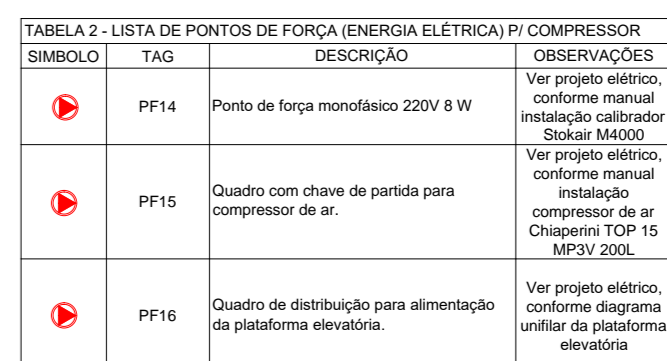 TABELA 2 - LISTA DE PONTOS DE FORÇA (ENERGIA ELÉTRICA) P/ COMPRESSOR
SIMBOLO TAG DESCRIÇÃO OBSERVAÇÕES
PF14
Ponto de força monofásico 220V 8 W
Ver projeto elétrico,
conforme manual
instalação calibrador
Stokair M4000
PF15
Quadro com chave de partida para
compressor de ar.
Ver projeto elétrico,
conforme manual
instalação
compressor de ar
Chiaperini TOP 15
MP3V 200L
PF16
Quadro de distribuição para alimentação
da plataforma elevatória.
Ver projeto elétrico,
conforme diagrama
unifilar da plataforma
elevatória